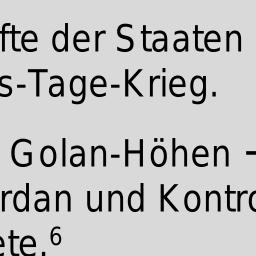 fte der Staaten
s-Tage-Krieg.
Golan-Höhen –
rdan und Kontro
ete.⁶